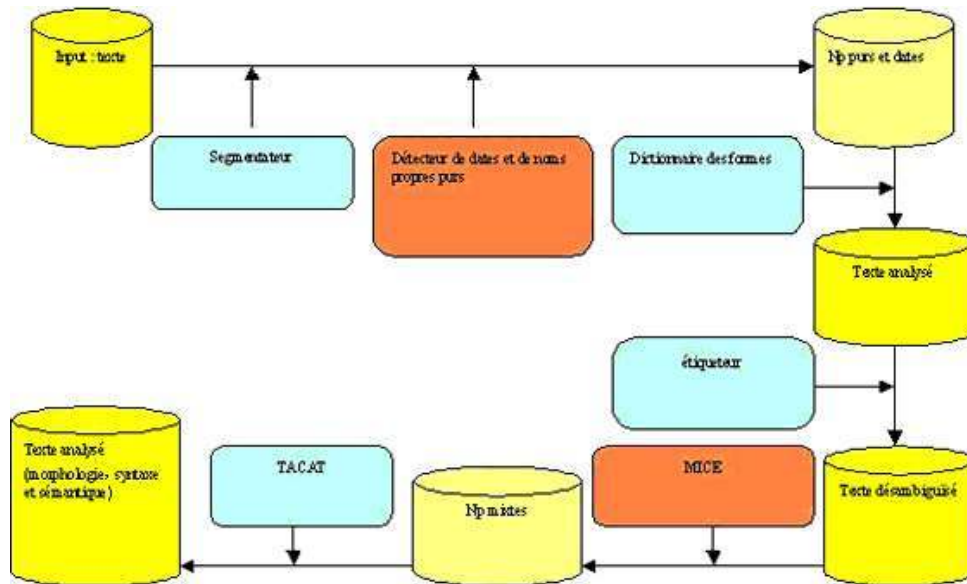 Input : texte
Np purs et dates
Segmentateur
Détecteur de dates et de noms
propres purs
Dictionnaire des formes
Texte analysé
étiqueteur
Texte analysé
(morphologie, syntaxe
et sémantique)
TACAT
Np mixtes
MICE
Texte désambiguïsé